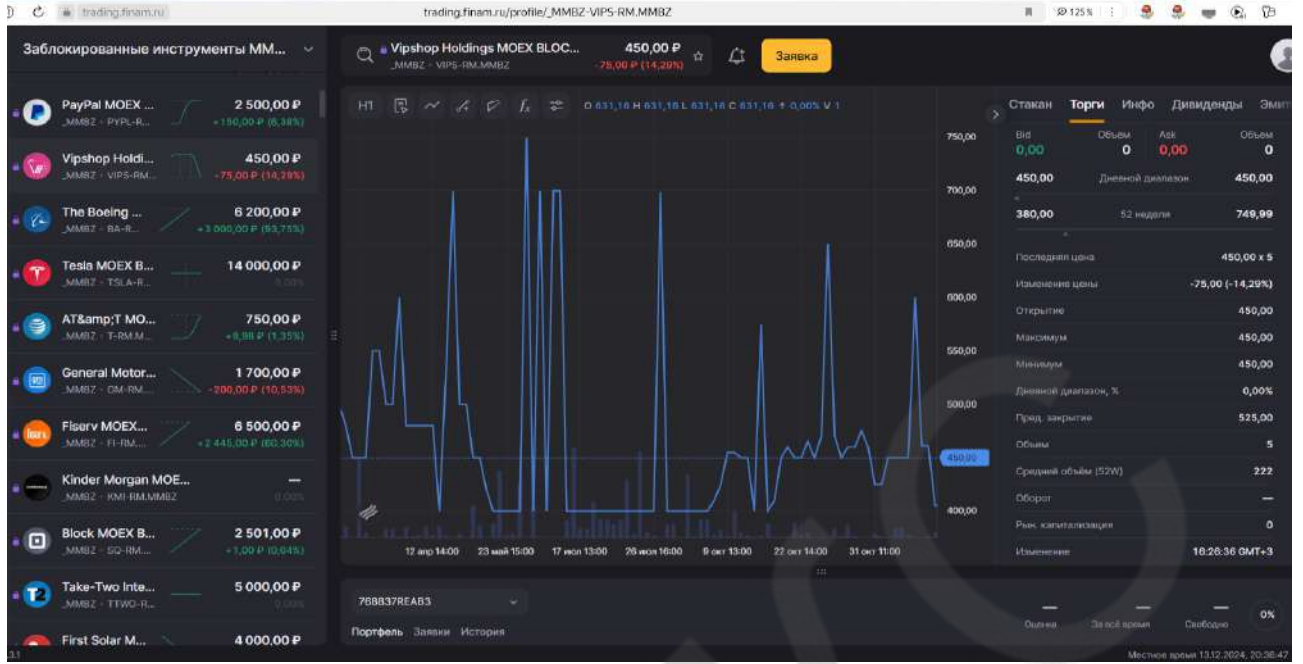 trading.finam.ru
trading.finam.ru/profile/_MMBZ-VIPS-RM.MMBZ
125 %
Заблокированные инструменты MM...
Vipshop Holdings MOEX BLOC...
_MMBZ · VIPS-RM.MMBZ
450,00 ₽
-75,00 ₽ (14,29%)
Заявка
PayPal MOEX ...
2 500,00 ₽
_MMBZ · PYPL-R...
+150,00 ₽ (6,38%)
Vipshop Holdi...
450,00 ₽
_MMBZ · VIPS-RM...
-75,00 ₽ (14,29%)
The Boeing ...
6 200,00 ₽
_MMBZ · BA-R...
+3 000,00 ₽ (93,75%)
Tesla MOEX B...
14 000,00 ₽
_MMBZ · TSLA-R...
0,00%
AT&amp;T MO...
750,00 ₽
_MMBZ · T-RM.M...
+9,98 ₽ (1,35%)
General Motor...
1 700,00 ₽
_MMBZ · GM-RM...
-200,00 ₽ (10,53%)
Fiserv MOEX...
6 500,00 ₽
_MMBZ · FI-RM....
+2 445,00 ₽ (60,30%)
Kinder Morgan MOE...
—
_MMBZ · KMI-RM.MMBZ
0,00%
Block MOEX B...
2 501,00 ₽
_MMBZ · SQ-RM...
+1,00 ₽ (0,04%)
Take-Two Inte...
5 000,00 ₽
_MMBZ · TTWO-R...
0,00%
First Solar M...
4 000,00 ₽
H1
O 631,16 H 631,16 L 631,16 C 631,16 + 0,00% V 1
750,00
700,00
650,00
600,00
550,00
500,00
450,00
400,00
12 апр 14:00 23 май 15:00 17 июн 13:00 26 июл 16:00 9 окт 13:00 22 окт 14:00 31 окт 11:00
768837REAB3
Портфель Заявки История
Стакан Торги Инфо Дивиденды Эмит
Bid Объем Ask Объем
0,00 0 0,00 0
450,00 Дневной диапазон 450,00
380,00 52 недели 749,99
Последняя цена 450,00 x 5
Изменение цены -75,00 (-14,29%)
Открытие 450,00
Максимум 450,00
Минимум 450,00
Дневной диапазон, % 0,00%
Пред. закрытие 525,00
Объем 5
Средний объём (52W) 222
Оборот —
Рын. капитализация 0
Изменение 16:26:36 GMT+3
— — — 0%
Оценка За всё время Свободно
Местное время 13.12.2024, 20:36:47